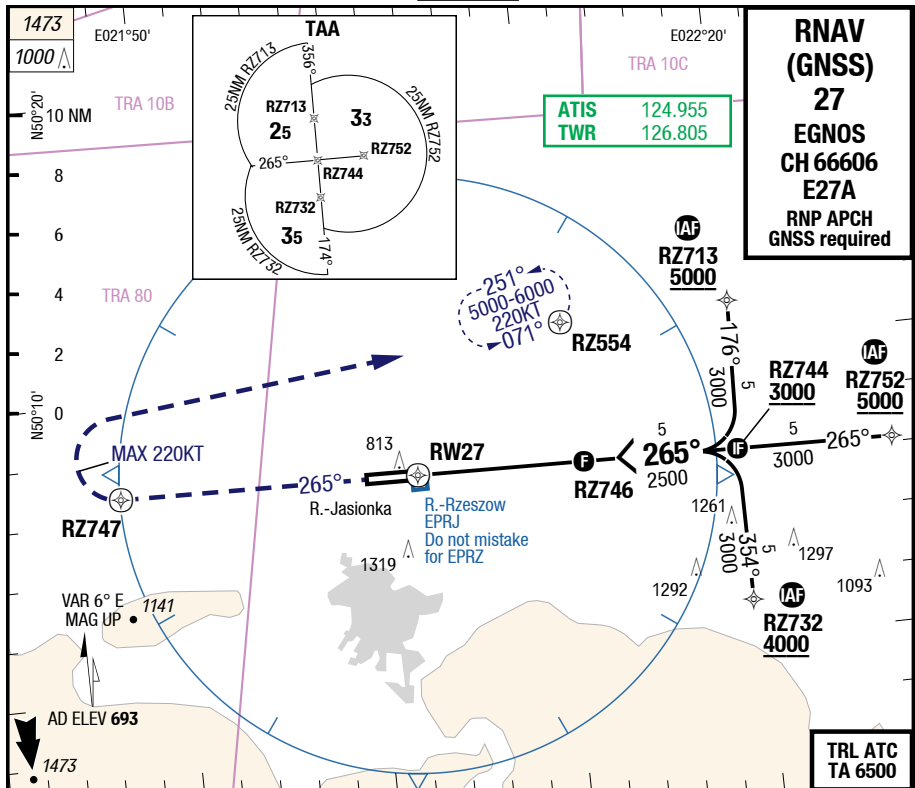 1473
1000
E021°50'
TAA
E022°20'
RNAV
(GNSS)
27
EGNOS
CH 66606
E27A
RNP APCH
GNSS required
TRA 10C
TRA 10B
N50°20'
10 NM
8
6
4
2
0
N50°10'
25NM RZ713
356°
RZ713
25
33
25NM RZ752
RZ752
265°
RZ744
RZ732
35
25NM RZ732
174°
ATIS 124.955
TWR 126.805
TRA 80
251°
5000-6000
220KT
071°
RZ554
IAF
RZ713
5000
176°
5
3000
RZ744
3000
IAF
RZ752
5000
MAX 220KT
813
RW27
F
RZ746
5
265°
2500
IF
5
265°
3000
RZ747
265°
R.-Jasionka
R.-Rzeszow
EPRJ
Do not mistake
for EPRZ
1261
354°
5
3000
1297
1319
1292
1093
IAF
RZ732
4000
VAR 6° E
MAG UP
1141
AD ELEV 693
1473
TRL ATC
TA 6500